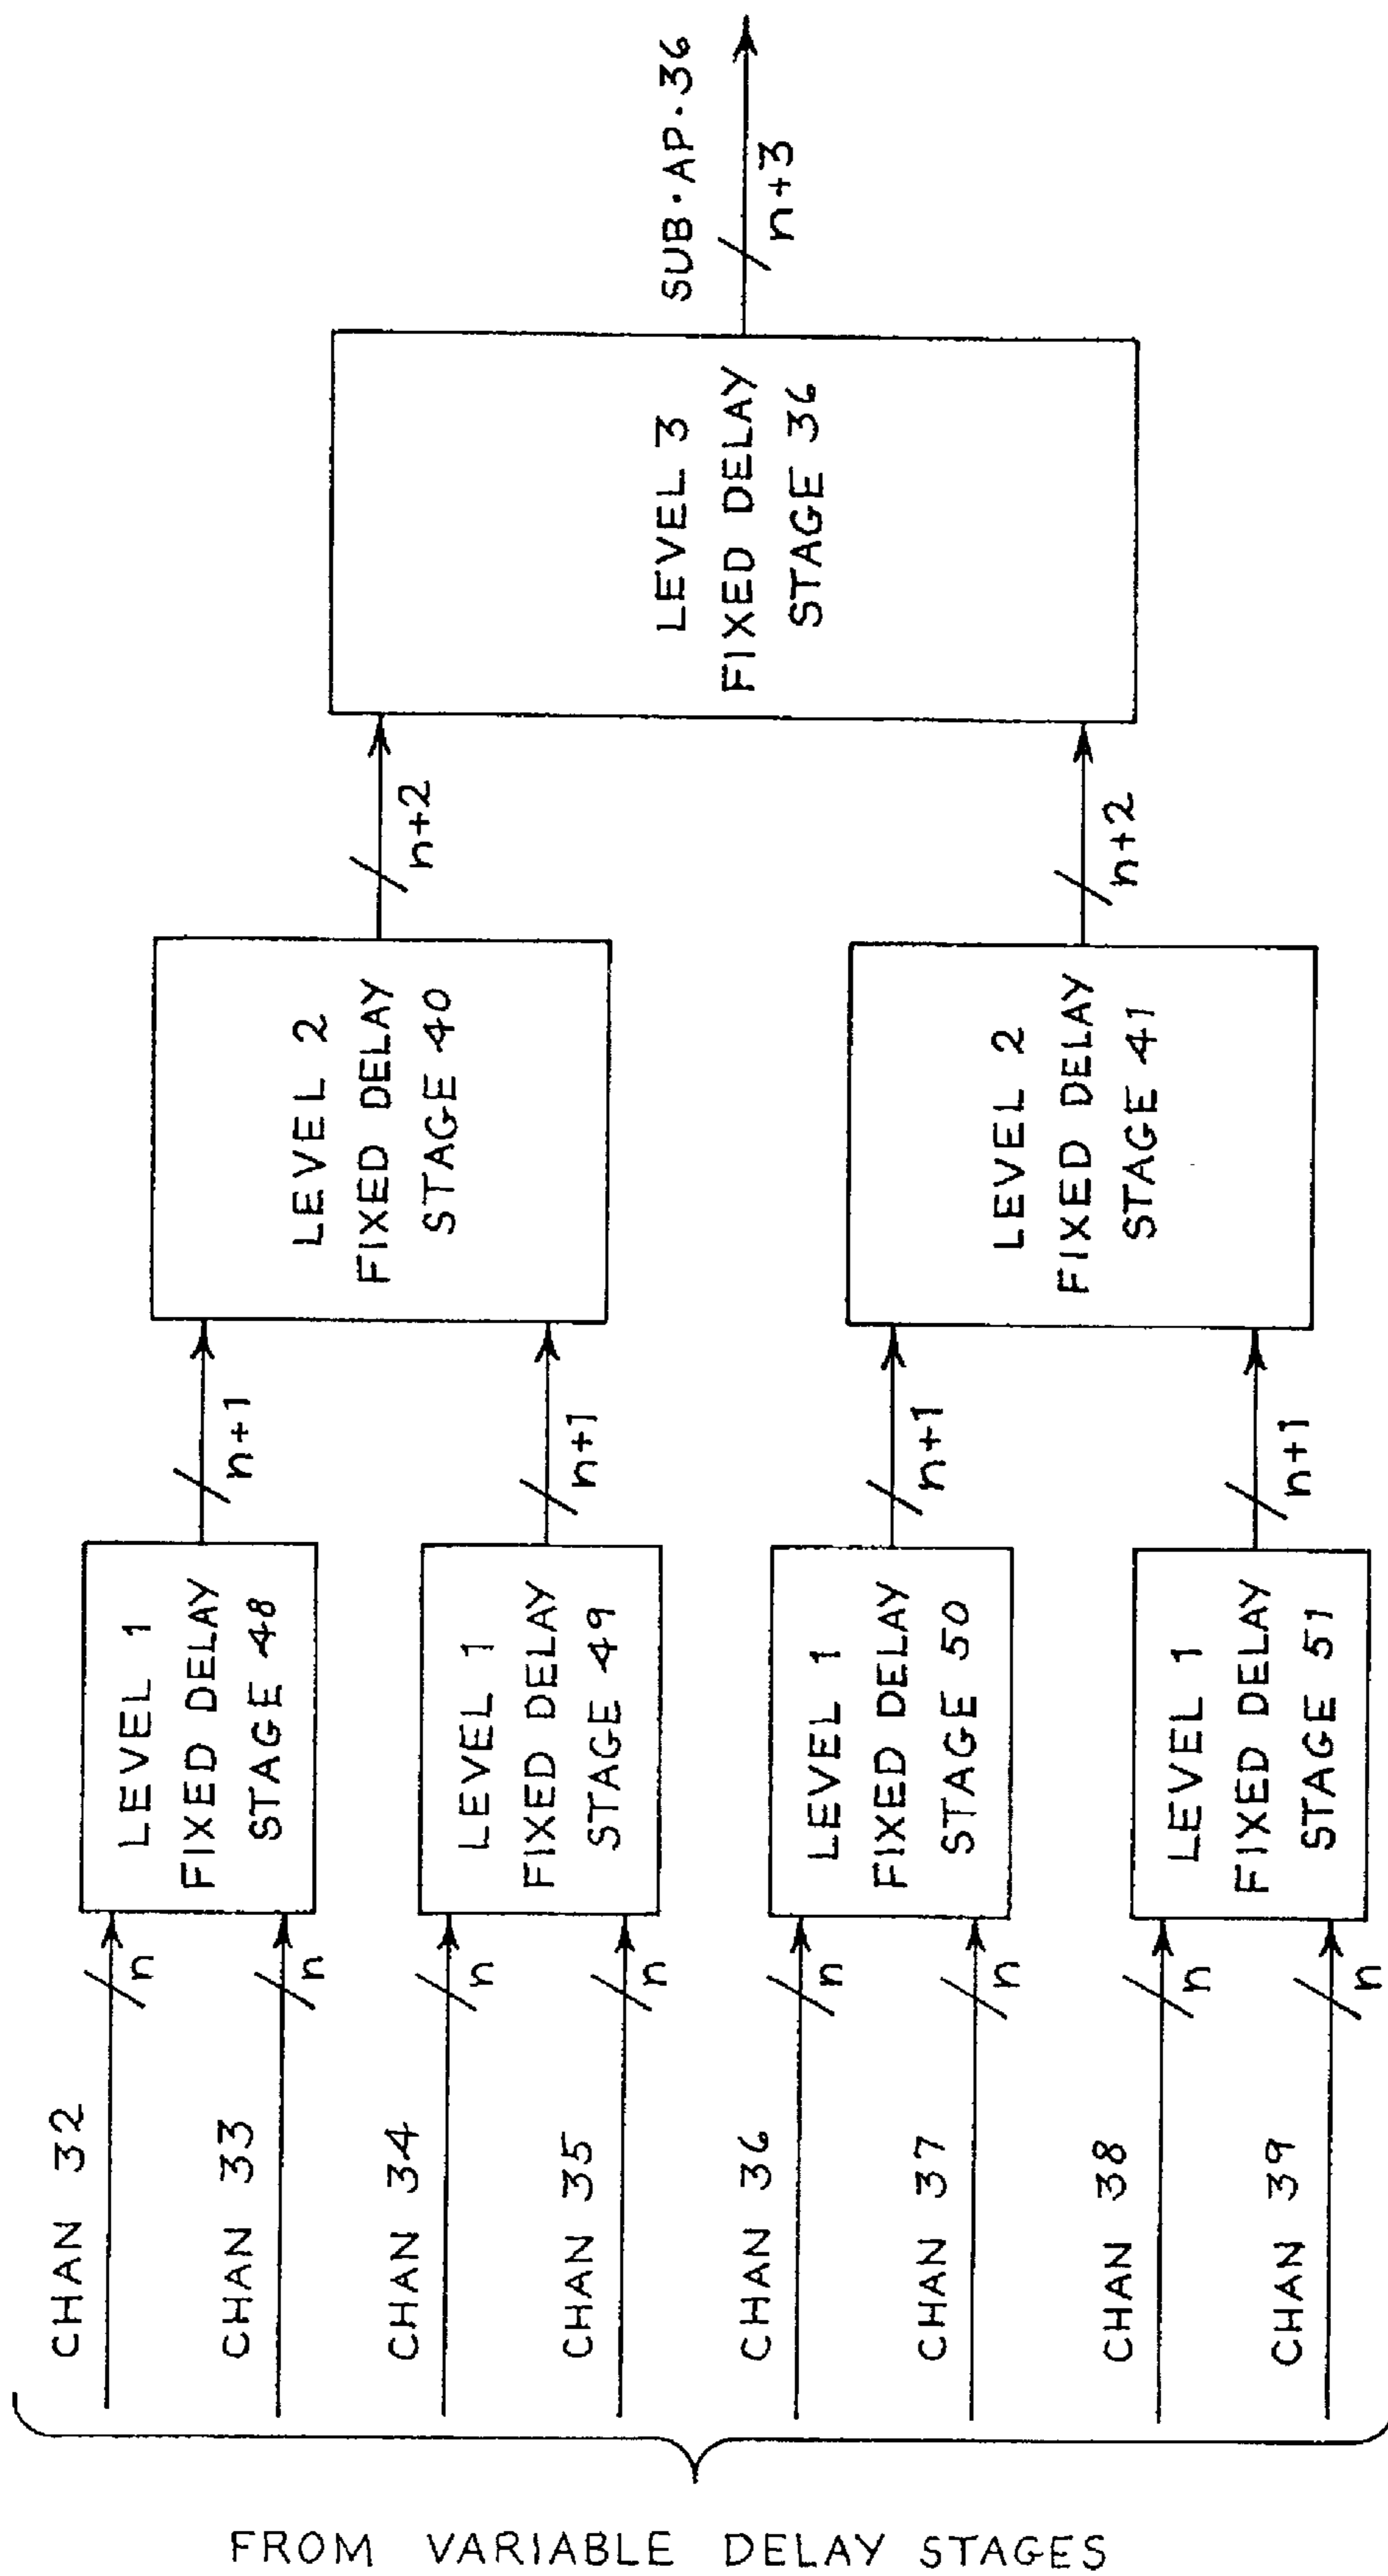 FROM VARIABLE DELAY STAGES
CHAN 32
n
CHAN 33
n
CHAN 34
n
CHAN 35
n
CHAN 36
n
CHAN 37
n
CHAN 38
n
CHAN 39
n
LEVEL 1
FIXED DELAY
STAGE 48
n+1
LEVEL 1
FIXED DELAY
STAGE 49
n+1
LEVEL 1
FIXED DELAY
STAGE 50
n+1
LEVEL 1
FIXED DELAY
STAGE 51
n+1
LEVEL 2
FIXED DELAY
STAGE 40
n+2
LEVEL 2
FIXED DELAY
STAGE 41
n+2
LEVEL 3
FIXED DELAY
STAGE 36
SUB·AP·36
n+3